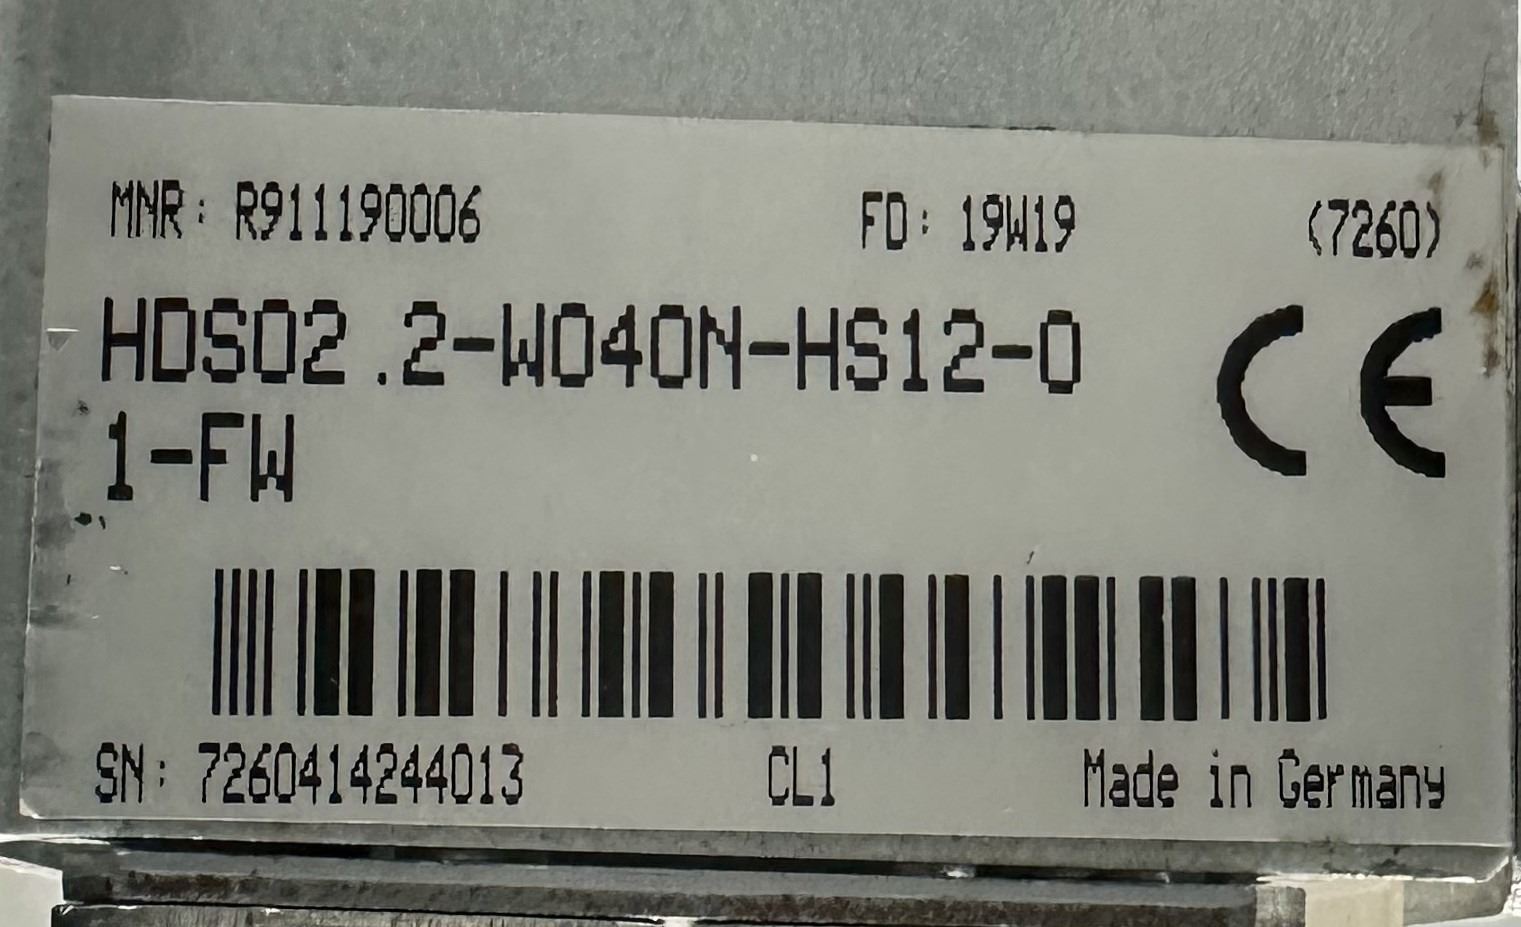 MNR: R911190006 FD: 19W19 (7260)
HDS02.2-W040N-HS12-0
1-FW
CE
SN: 7260414244013 CL1 Made in Germany